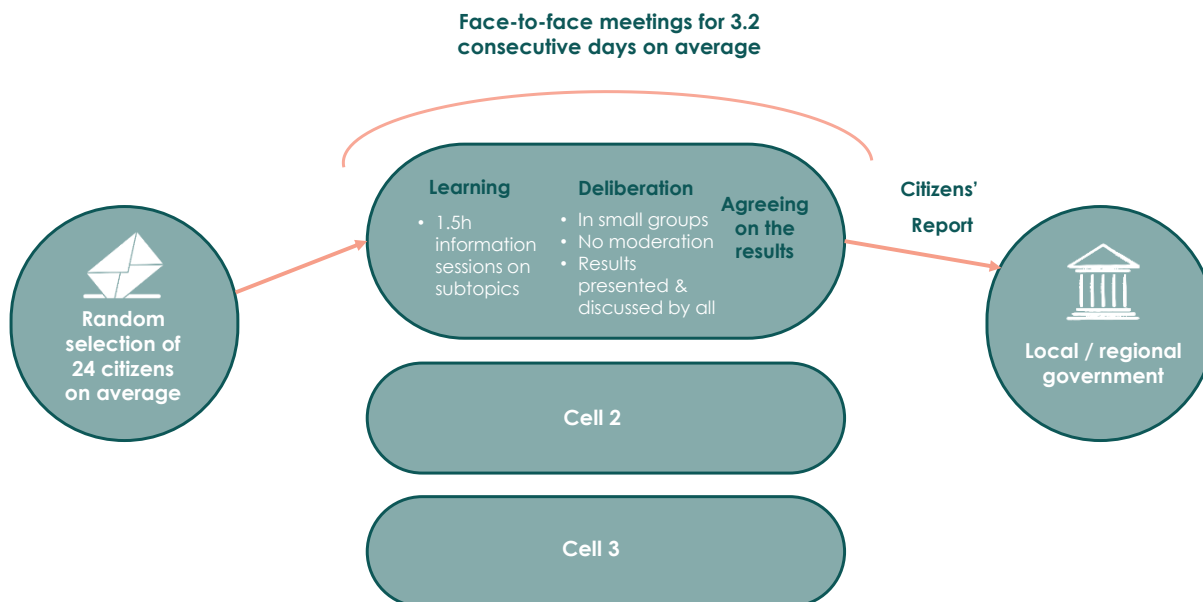 Face-to-face meetings for 3.2
consecutive days on average
Random
selection of
24 citizens
on average
Learning
• 1.5h
information
sessions on
subtopics
Deliberation
• In small groups
• No moderation
• Results
presented &
discussed by all
Agreeing
on the
results
Citizens’
Report
Local / regional
government
Cell 2
Cell 3